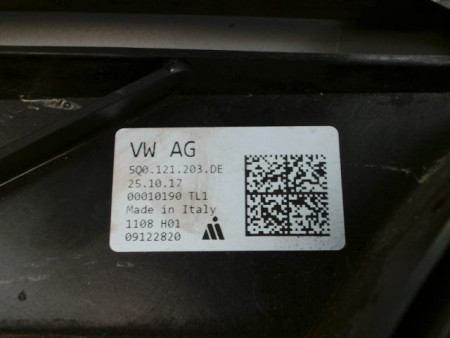 VW AG
5Q0.121.203.DE
25.10.17
00010190 TL1
Made in Italy
1108 H01
09122820